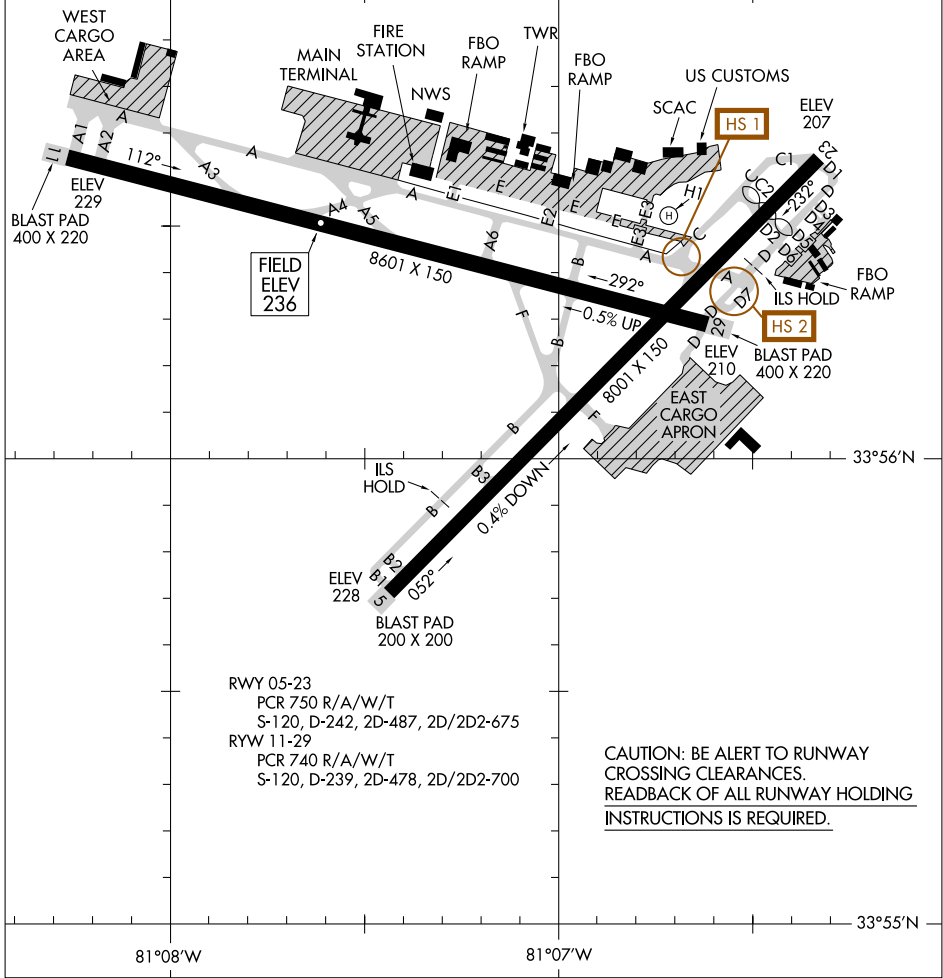 WEST
CARGO
AREA
MAIN
TERMINAL
FIRE
STATION
NWS
FBO
RAMP
TWR
FBO
RAMP
SCAC
US CUSTOMS
HS 1
ELEV
207
23
A
A1
A2
11
112°
A3
A
ELEV
229
BLAST PAD
400 X 220
A4
A5
A
E1
E
E2
E
E
E3
E3
H1
H
C
C1
C
C2
232°
D1
D
D3
D4
D5
D6
D
D2
A6
A
B
FIELD
ELEV
236
8601 X 150
292°
0.5% UP
A
D7
ILS HOLD
FBO
RAMP
HS 2
D
29
D
ELEV
210
BLAST PAD
400 X 220
F
B
8001 X 150
EAST
CARGO
APRON
F
B
33°56'N
ILS
HOLD
B3
B
0.4% DOWN
B2
B1
ELEV
228
5
052°
BLAST PAD
200 X 200
RWY 05-23
PCR 750 R/A/W/T
S-120, D-242, 2D-487, 2D/2D2-675
RYW 11-29
PCR 740 R/A/W/T
S-120, D-239, 2D-478, 2D/2D2-700
CAUTION: BE ALERT TO RUNWAY
CROSSING CLEARANCES.
READBACK OF ALL RUNWAY HOLDING
INSTRUCTIONS IS REQUIRED.
33°55'N
81°08'W
81°07'W